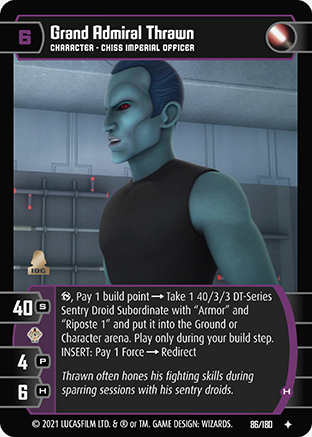 6
Grand Admiral Thrawn
CHARACTER - CHISS IMPERIAL OFFICER
IDC
40 S
4 P
6 H
, Pay 1 build point → Take 1 40/3/3 DT-Series
Sentry Droid Subordinate with “Armor” and
“Riposte 1” and put it into the Ground or
Character arena. Play only during your build step.
INSERT: Pay 1 Force → Redirect
Thrawn often hones his fighting skills during
sparring sessions with his sentry droids.
H
© 2021 LUCASFILM LTD. & ® or TM. GAME DESIGN: WIZARDS. 86/180